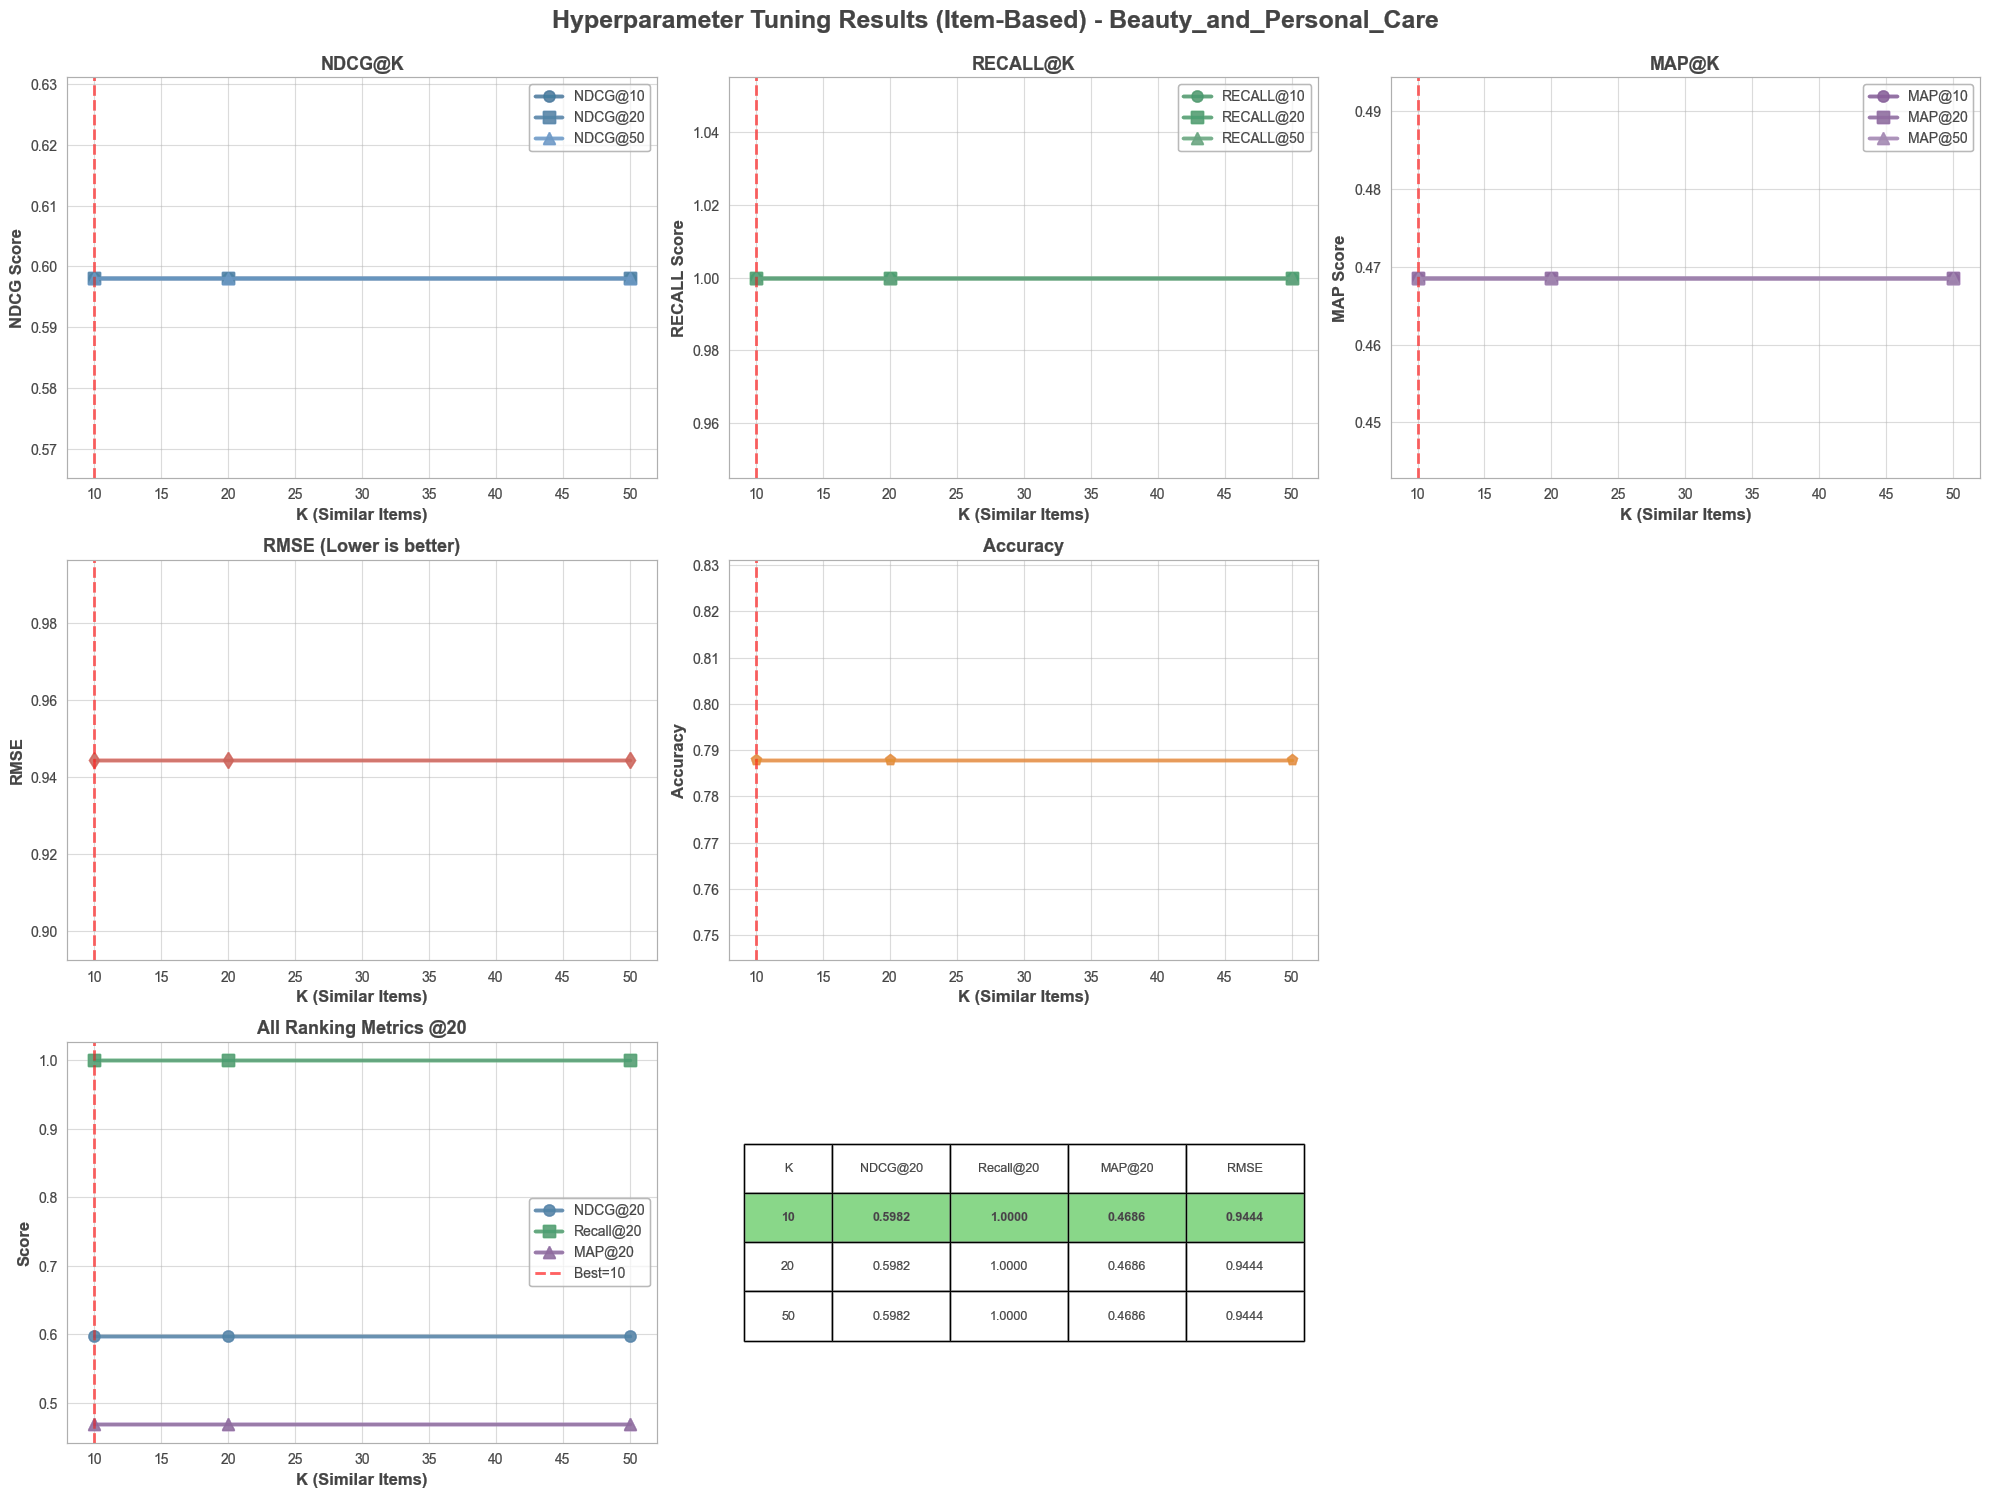 Hyperparameter Tuning Results (Item-Based) - Beauty_and_Personal_Care
NDCG@K
NDCG Score
0.63
0.62
0.61
0.60
0.59
0.58
0.57
NDCG@10
NDCG@20
NDCG@50
10 15 20 25 30 35 40 45 50
K (Similar Items)
RECALL@K
RECALL Score
1.04
1.02
1.00
0.98
0.96
RECALL@10
RECALL@20
RECALL@50
10 15 20 25 30 35 40 45 50
K (Similar Items)
MAP@K
MAP Score
0.49
0.48
0.47
0.46
0.45
MAP@10
MAP@20
MAP@50
10 15 20 25 30 35 40 45 50
K (Similar Items)
RMSE (Lower is better)
RMSE
0.98
0.96
0.94
0.92
0.90
10 15 20 25 30 35 40 45 50
K (Similar Items)
Accuracy
Accuracy
0.83
0.82
0.81
0.80
0.79
0.78
0.77
0.76
0.75
10 15 20 25 30 35 40 45 50
K (Similar Items)
All Ranking Metrics @20
Score
1.0
0.9
0.8
0.7
0.6
0.5
NDCG@20
Recall@20
MAP@20
Best=10
10 15 20 25 30 35 40 45 50
K (Similar Items)
K NDCG@20 Recall@20 MAP@20 RMSE
10 0.5982 1.0000 0.4686 0.9444
20 0.5982 1.0000 0.4686 0.9444
50 0.5982 1.0000 0.4686 0.9444